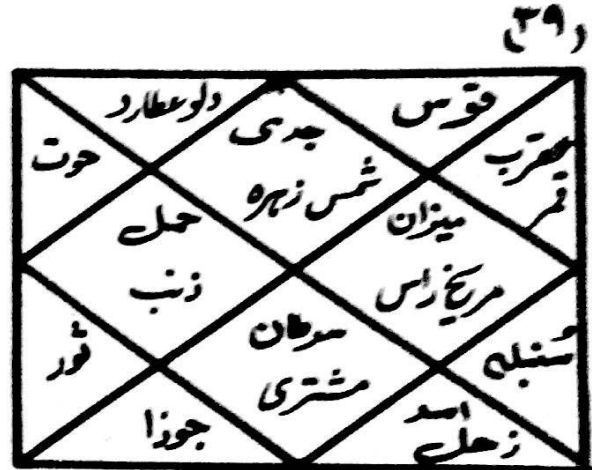 (۳۹)
قوس
دلو عطارد
جدی
شمس زہرہ
عقرب
قمر
حوت
میزان
مریخ راس
حمل
ذنب
سرطان
مشتری
سنبلہ
ثور
اسد
زحل
جوزا